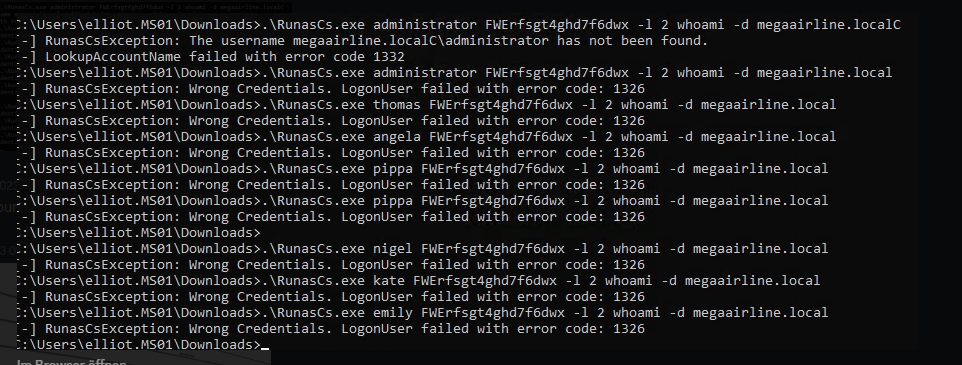 C:\Users\elliot.MS01\Downloads>.\RunasCs.exe administrator FWErfsgt4ghd7f6dwx -l 2 whoami -d megaairline.localC
[-] RunasCsException: The username megaairline.localC\administrator has not been found.
[-] LookupAccountName failed with error code 1332
C:\Users\elliot.MS01\Downloads>.\RunasCs.exe administrator FWErfsgt4ghd7f6dwx -l 2 whoami -d megaairline.local
[-] RunasCsException: Wrong Credentials. LogonUser failed with error code: 1326
C:\Users\elliot.MS01\Downloads>.\RunasCs.exe thomas FWErfsgt4ghd7f6dwx -l 2 whoami -d megaairline.local
[-] RunasCsException: Wrong Credentials. LogonUser failed with error code: 1326
C:\Users\elliot.MS01\Downloads>.\RunasCs.exe angela FWErfsgt4ghd7f6dwx -l 2 whoami -d megaairline.local
[-] RunasCsException: Wrong Credentials. LogonUser failed with error code: 1326
C:\Users\elliot.MS01\Downloads>.\RunasCs.exe pippa FWErfsgt4ghd7f6dwx -l 2 whoami -d megaairline.local
[-] RunasCsException: Wrong Credentials. LogonUser failed with error code: 1326
C:\Users\elliot.MS01\Downloads>.\RunasCs.exe pippa FWErfsgt4ghd7f6dwx -l 2 whoami -d megaairline.local
[-] RunasCsException: Wrong Credentials. LogonUser failed with error code: 1326
C:\Users\elliot.MS01\Downloads>
C:\Users\elliot.MS01\Downloads>.\RunasCs.exe nigel FWErfsgt4ghd7f6dwx -l 2 whoami -d megaairline.local
[-] RunasCsException: Wrong Credentials. LogonUser failed with error code: 1326
C:\Users\elliot.MS01\Downloads>.\RunasCs.exe kate FWErfsgt4ghd7f6dwx -l 2 whoami -d megaairline.local
[-] RunasCsException: Wrong Credentials. LogonUser failed with error code: 1326
C:\Users\elliot.MS01\Downloads>.\RunasCs.exe emily FWErfsgt4ghd7f6dwx -l 2 whoami -d megaairline.local
[-] RunasCsException: Wrong Credentials. LogonUser failed with error code: 1326
C:\Users\elliot.MS01\Downloads>
Im Browser öffnen